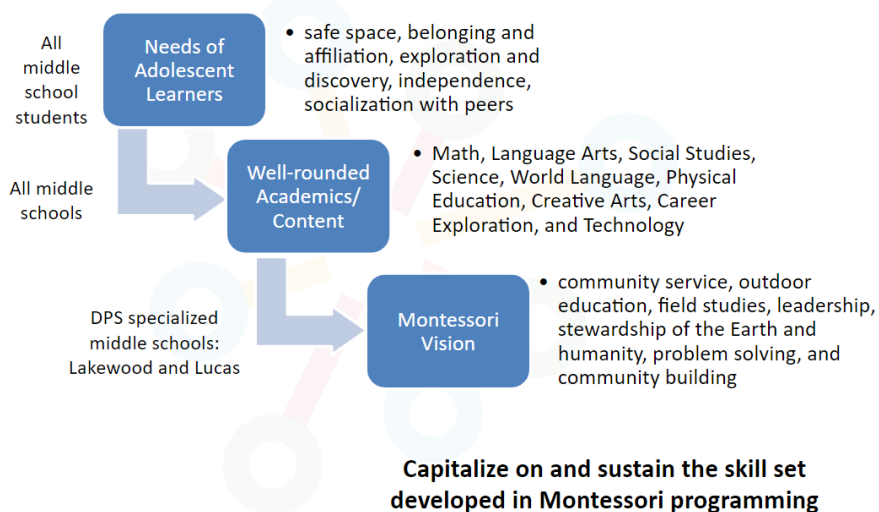 All
middle
school
students
Needs of
Adolescent
Learners
• safe space, belonging and
affiliation, exploration and
discovery, independence,
socialization with peers
All middle
schools
Well-rounded
Academics/
Content
• Math, Language Arts, Social Studies,
Science, World Language, Physical
Education, Creative Arts, Career
Exploration, and Technology
DPS specialized
middle schools:
Lakewood and Lucas
Montessori
Vision
• community service, outdoor
education, field studies, leadership,
stewardship of the Earth and
humanity, problem solving, and
community building
Capitalize on and sustain the skill set
developed in Montessori programming